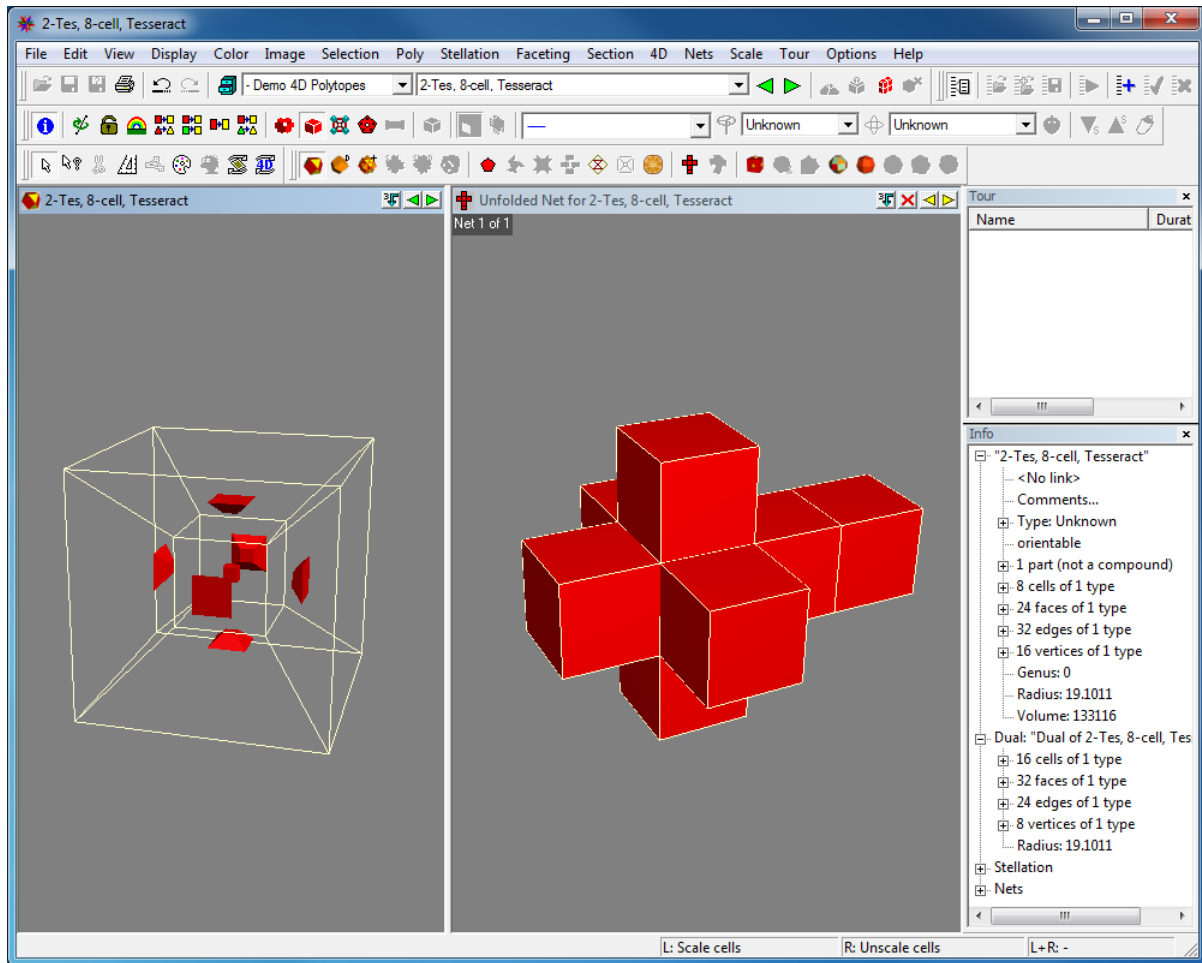 2-Tes, 8-cell, Tesseract
File Edit View Display Color Image Selection Poly Stellation Faceting Section 4D Nets Scale Tour Options Help
- Demo 4D Polytopes 2-Tes, 8-cell, Tesseract
Unknown Unknown
2-Tes, 8-cell, Tesseract
Unfolded Net for 2-Tes, 8-cell, Tesseract
Net 1 of 1
Tour
Name Durat
Info
"2-Tes, 8-cell, Tesseract"
<No link>
Comments...
Type: Unknown
orientable
1 part (not a compound)
8 cells of 1 type
24 faces of 1 type
32 edges of 1 type
16 vertices of 1 type
Genus: 0
Radius: 19.1011
Volume: 133116
Dual: "Dual of 2-Tes, 8-cell, Tes
16 cells of 1 type
32 faces of 1 type
24 edges of 1 type
8 vertices of 1 type
Radius: 19.1011
Stellation
Nets
L: Scale cells R: Unscale cells L+R: -